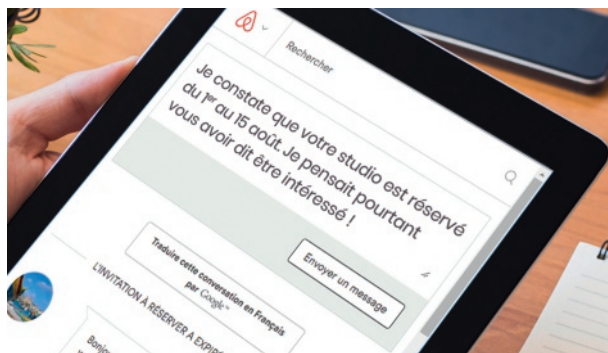 Rechercher
Je constate que votre studio est réservé
du 1er au 15 août. Je pensait pourtant
vous avoir dit être intéressé !
Envoyer un message
Traduire cette conversation en Français
par Google™
L'INVITATION À RÉSERVER A EXPIRÉ